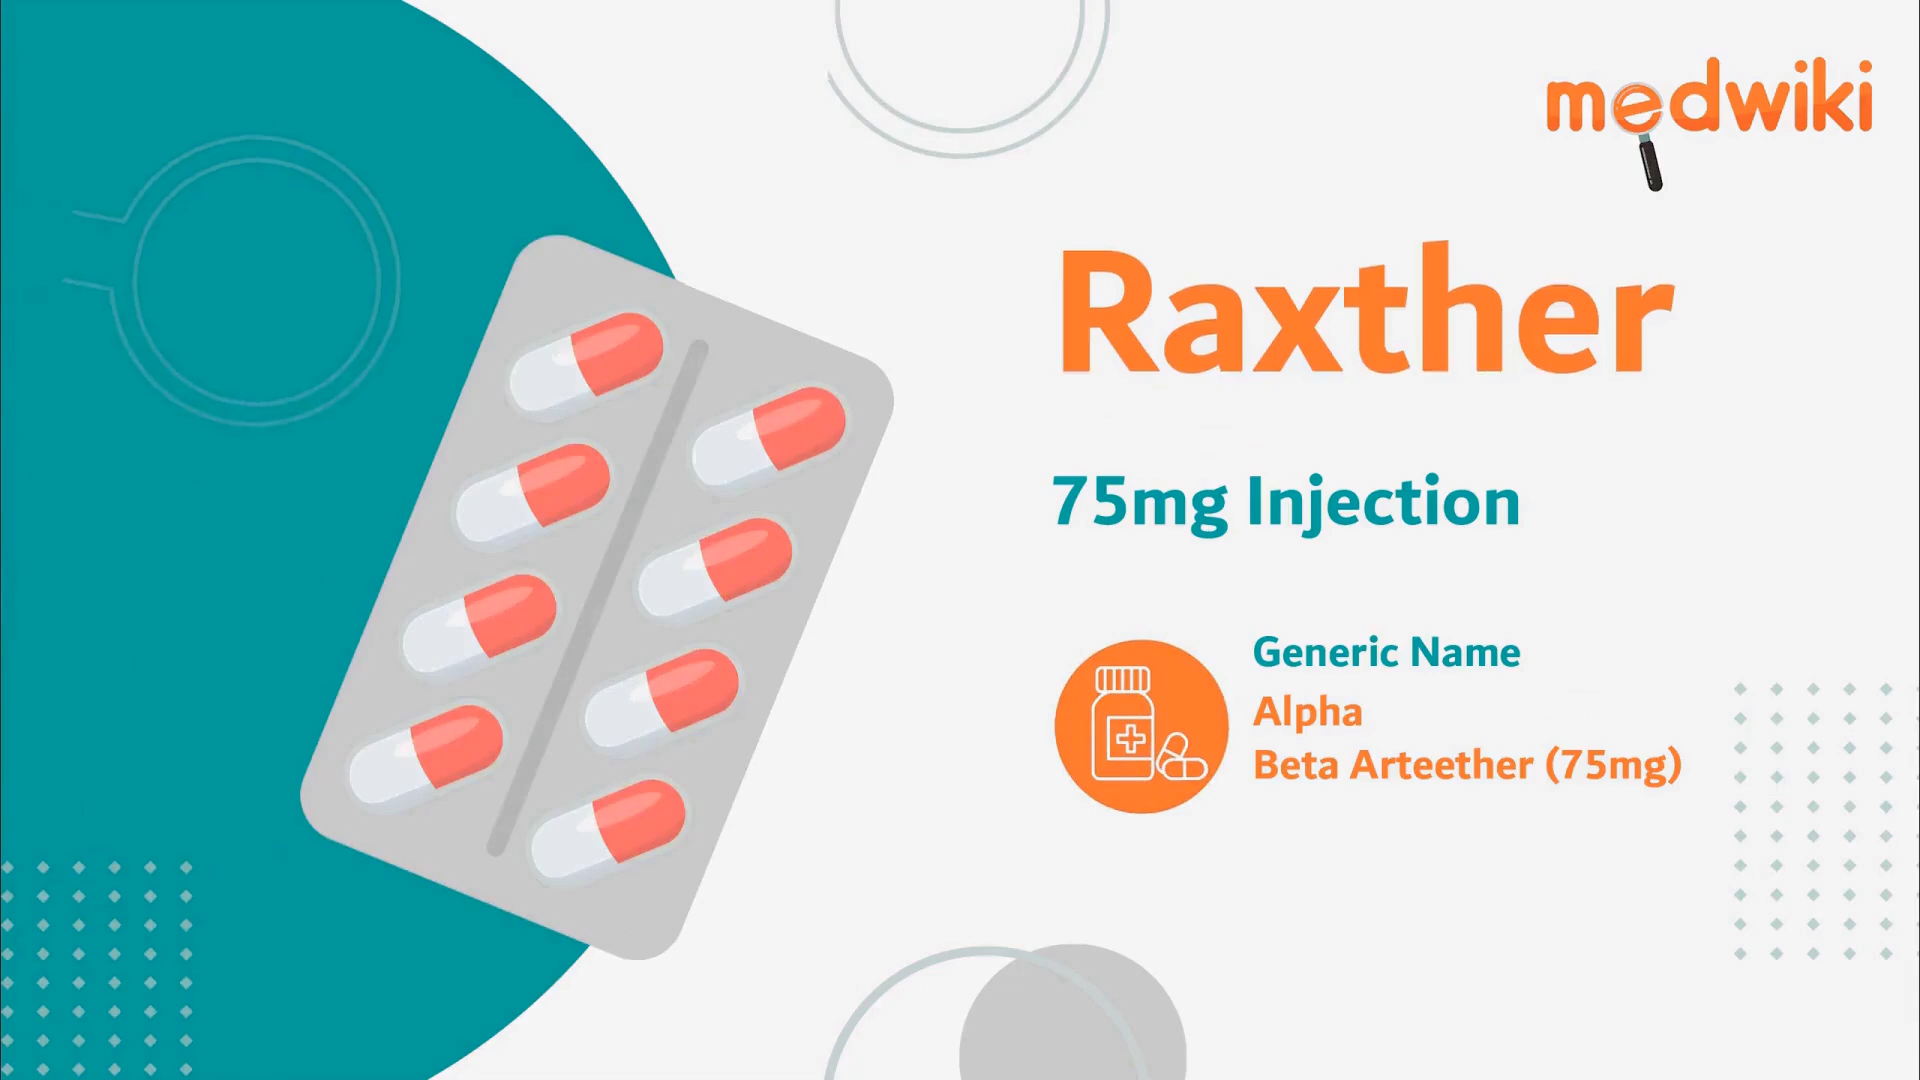 medwiki
Raxther
75mg Injection
Generic Name
Alpha
Beta Arteether (75mg)